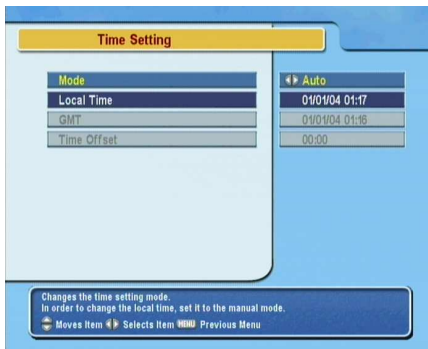 Time Setting
Mode Auto
Local Time 01/01/04 01:17
GMT 01/01/04 01:16
Time Offset 00:00
Changes the time setting mode.
In order to change the local time, set it to the manual mode.
Moves Item Selects Item MENU Previous Menu